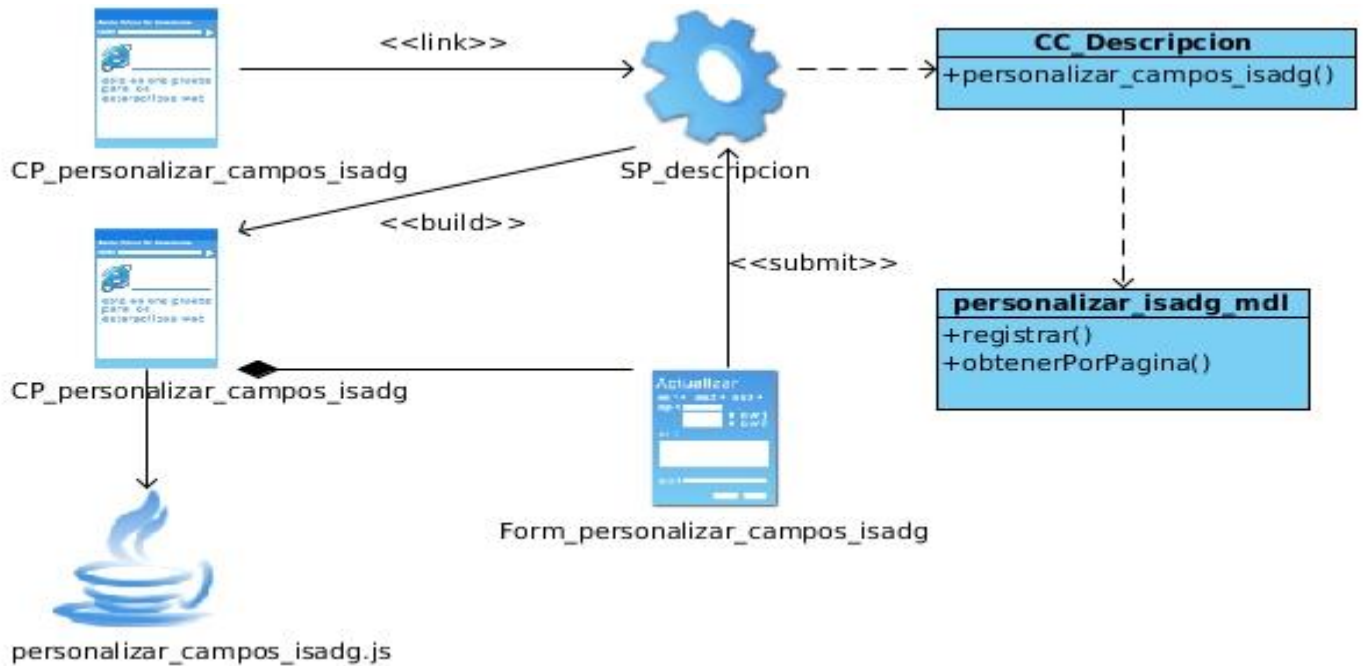 <<link>>
CC_Descripcion
+personalizar_campos_isadg()
CP_personalizar_campos_isadg
SP_descripcion
<<build>>
<<submit>>
personalizar_isadg_mdl
+registrar()
+obtenerPorPagina()
CP_personalizar_campos_isadg
Actualizar
Form_personalizar_campos_isadg
personalizar_campos_isadg.js